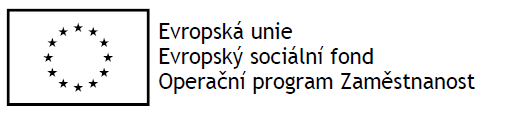 Evropská unie
Evropský sociální fond
Operační program Zaměstnanost